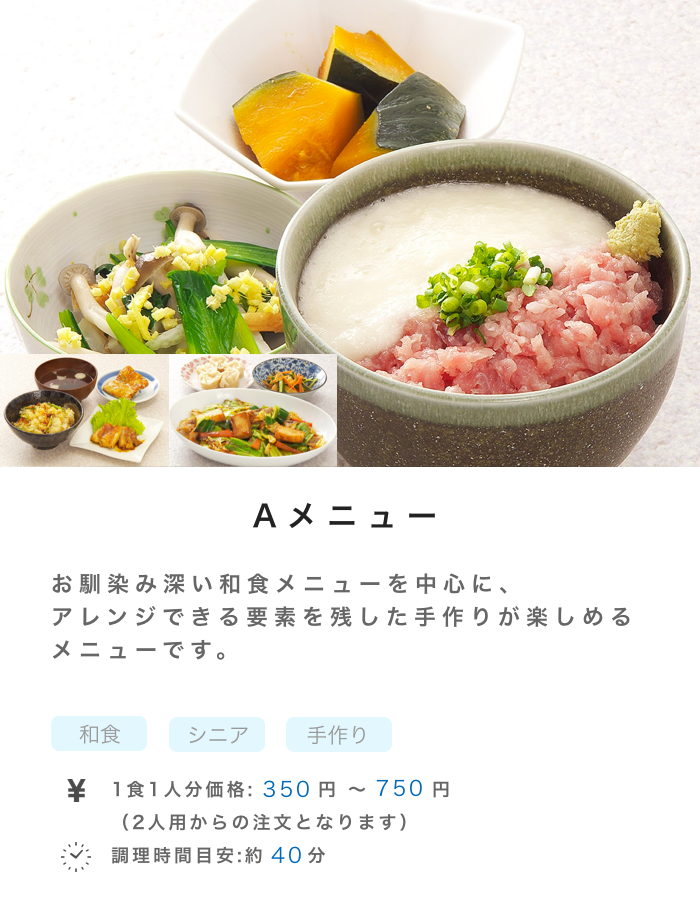 Aメニュー
お馴染み深い和食メニューを中心に、
アレンジできる要素を残した手作りが楽しめる
メニューです。
和食 シニア 手作り
¥ 1食1人分価格: 350 円 ～ 750 円
（2人用からの注文となります）
調理時間目安:約 40 分